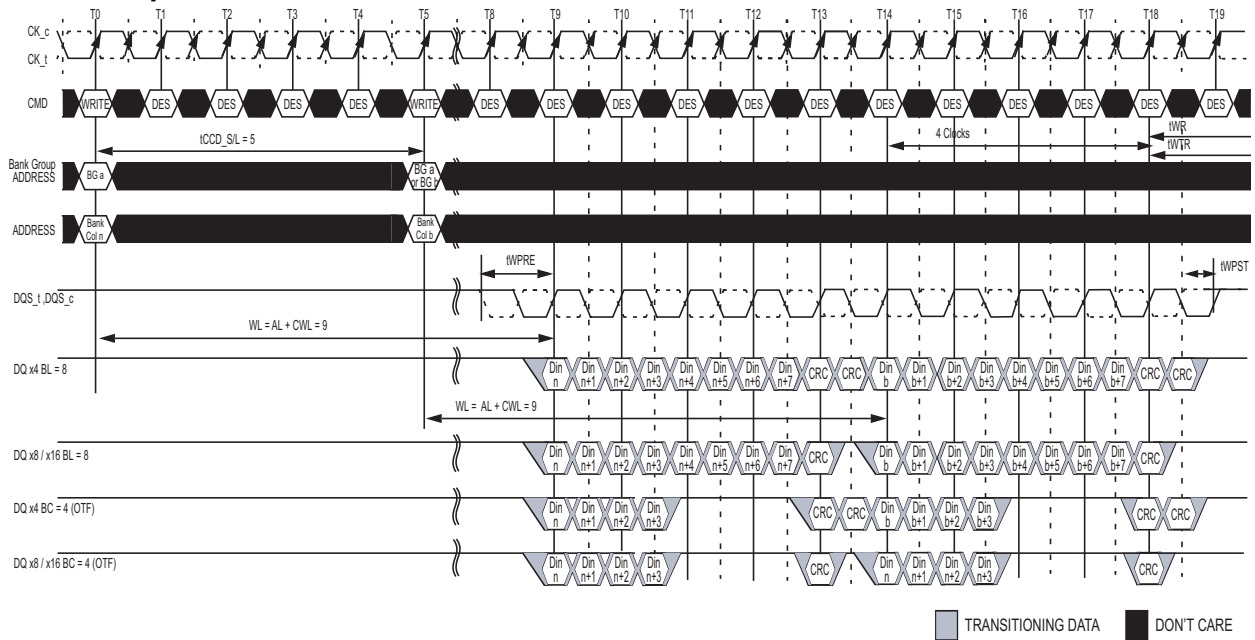 T0 T1 T2 T3 T4 T5 T8 T9 T10 T11 T12 T13 T14 T15 T16 T17 T18 T19
CK_c
CK_t
CMD WRITE DES DES DES DES WRITE DES DES DES DES DES DES DES DES DES DES DES DES
tCCD_S/L = 5
4 Clocks
tWR
tWTR
Bank Group
ADDRESS
BG a
BG a
or BG b
ADDRESS
Bank
Col n
Bank
Col b
tWPRE
tWPST
DQS_t ,DQS_c
WL = AL + CWL = 9
DQ x4 BL = 8
Din n Din n+1 Din n+2 Din n+3 Din n+4 Din n+5 Din n+6 Din n+7 CRC CRC Din b Din b+1 Din b+2 Din b+3 Din b+4 Din b+5 Din b+6 Din b+7 CRC CRC
WL = AL + CWL = 9
DQ x8 / x16 BL = 8
Din n Din n+1 Din n+2 Din n+3 Din n+4 Din n+5 Din n+6 Din n+7 CRC Din b Din b+1 Din b+2 Din b+3 Din b+4 Din b+5 Din b+6 Din b+7 CRC
DQ x4 BC = 4 (OTF)
Din n Din n+1 Din n+2 Din n+3 CRC CRC Din b Din b+1 Din b+2 Din b+3 CRC CRC
DQ x8 / x16 BC = 4 (OTF)
Din n Din n+1 Din n+2 Din n+3 CRC Din n Din n+1 Din n+2 Din n+3 CRC
TRANSITIONING DATA
DON'T CARE